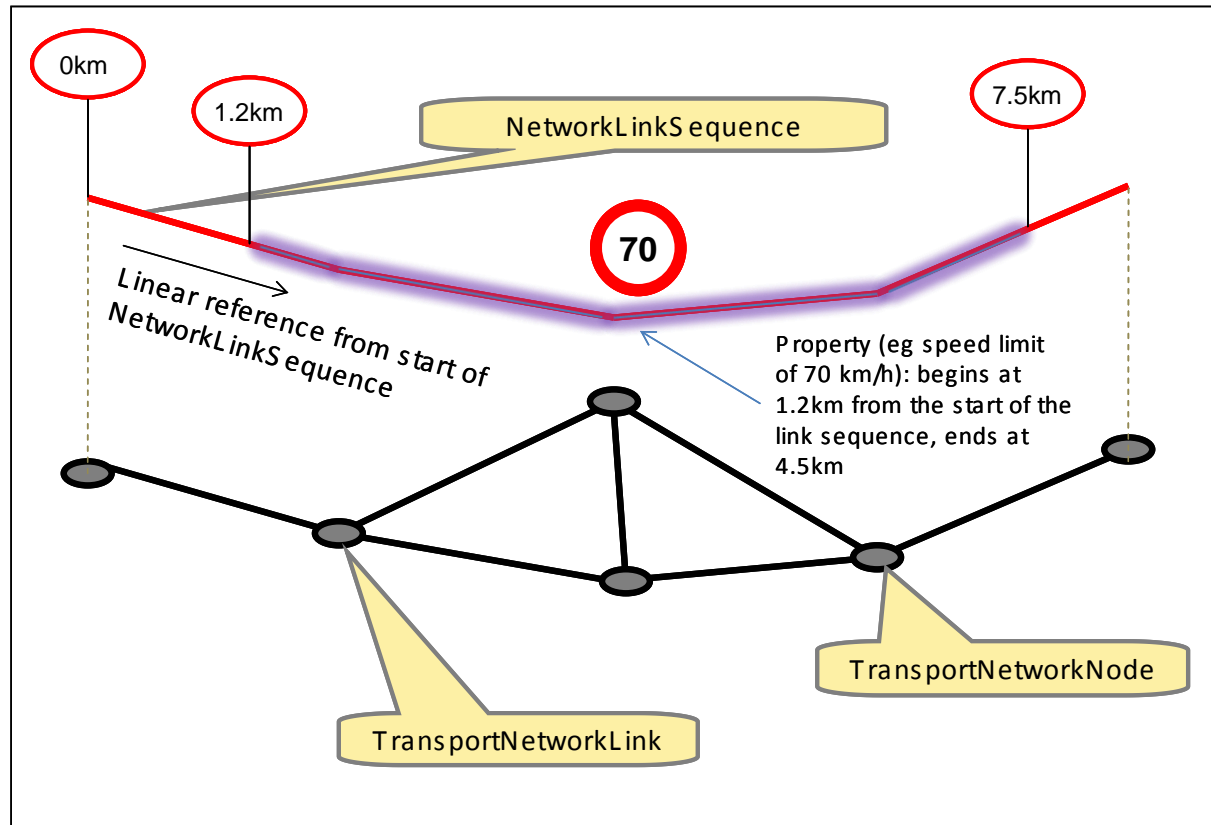 0km
1.2km
7.5km
NetworkLinkSequence
70
Linear reference from start of
NetworkLinkSequence
Property (eg speed limit
of 70 km/h): begins at
1.2km from the start of the
link sequence, ends at
4.5km
TransportNetworkNode
TransportNetworkLink